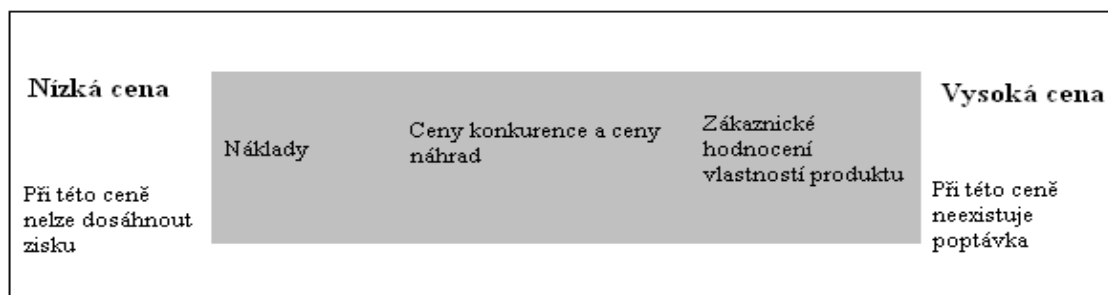 Nízká cena
Při této ceně
nelze dosáhnout
zisku
Náklady
Ceny konkurence a ceny
náhrad
Zákaznické
hodnocení
vlastností produktu
Vysoká cena
Při této ceně
neexistuje
poptávka